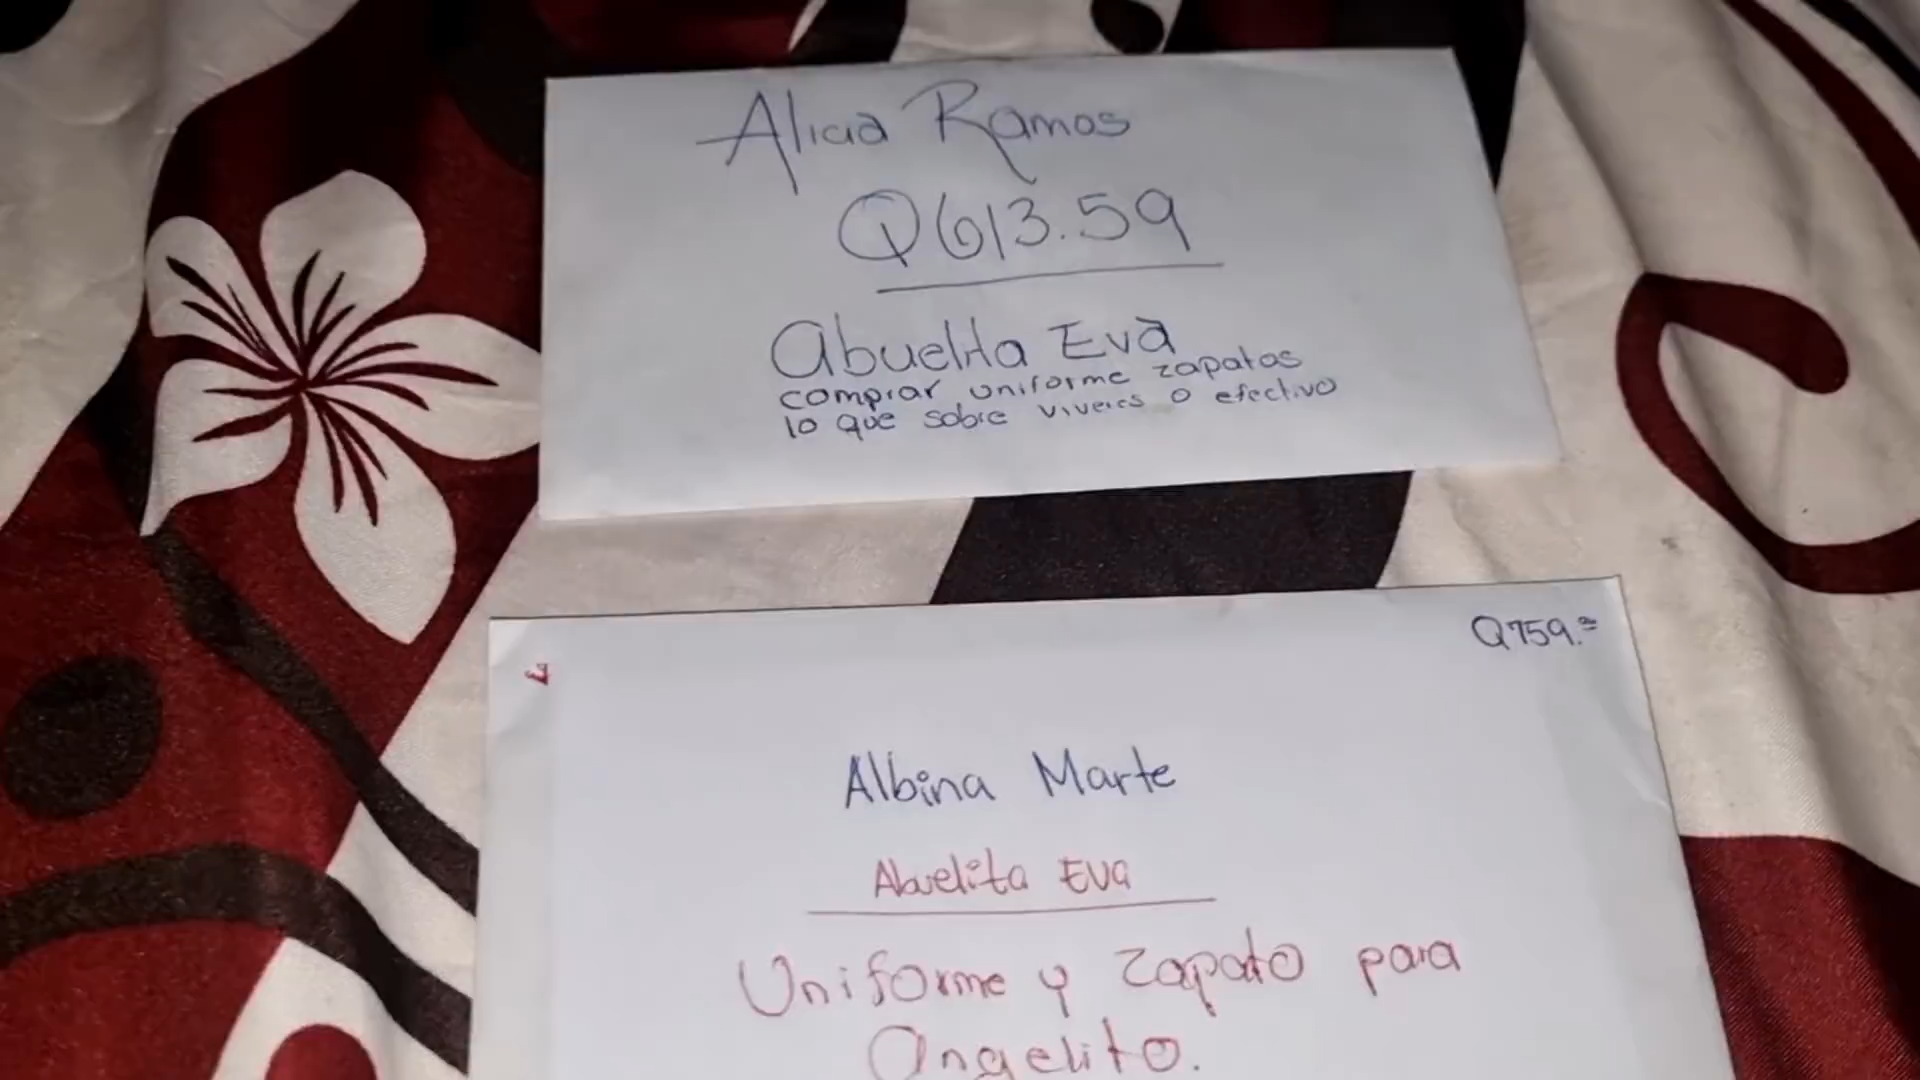 Alicia Ramos
Q613.59
Abuelita Eva
comprar uniforme zapatos
lo que sobre viveres o efectivo
Q759.00
Albina Marte
Abuelita Eva
Uniforme y zapato para
Angelito.